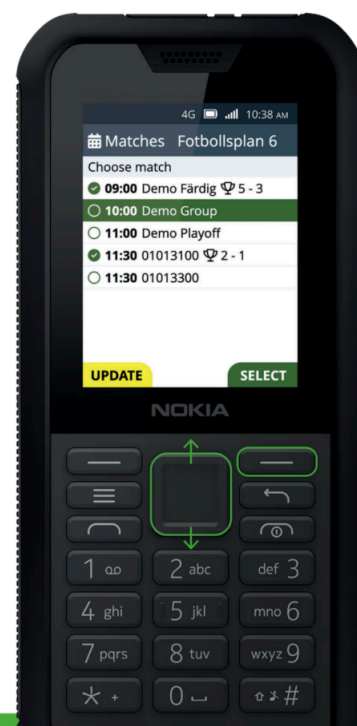 4G 10:38 AM
Matches Fotbollsplan 6
Choose match
09:00 Demo Färdig 5 - 3
10:00 Demo Group
11:00 Demo Playoff
11:30 01013100 2 - 1
11:30 01013300
UPDATE SELECT
NOKIA
1 2 abc def 3
4 ghi 5 jkl mno 6
7 pqrs 8 tuv wxyz 9
* + 0 #